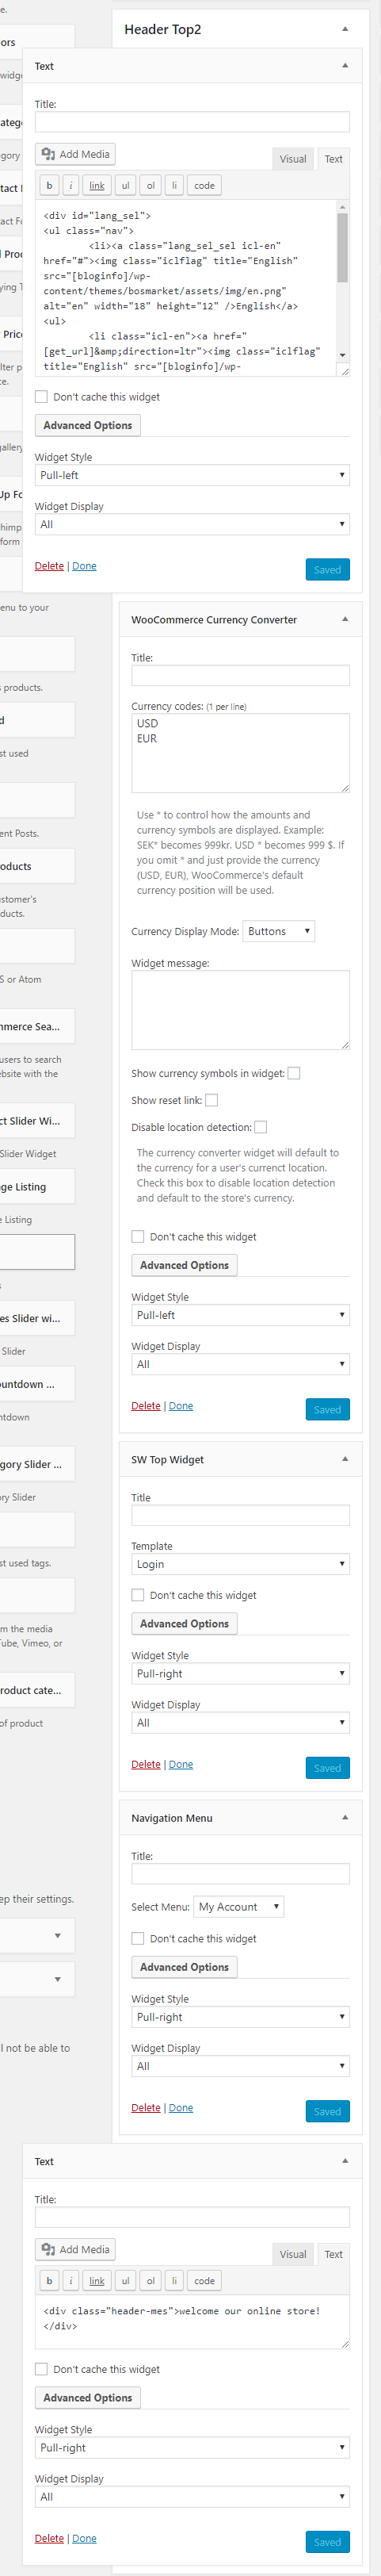 e.
ors
widge
atego
gory
tact I
tact Fo
l Proc
ying T
r Price
ilter p
ce.
gallery
Up Fo
himp
form
enu to your
s products.
d
st used
ent Posts.
roducts
ustomer's
ducts.
S or Atom
mmerce Sea...
users to search
ebsite with the
ct Slider Wi...
Slider Widget
ge Listing
e Listing
s
es Slider wi...
Slider
ountdown ...
ntdown
egory Slider ...
ory Slider
st used tags.
m the media
Tube, Vimeo, or
roduct cate...
of product
ep their settings.
l not be able to
Header Top2
Text
Title:
Add Media
Visual Text
b i link ul ol li code
<div id="lang_sel">
<ul class="nav">
<li><a class="lang_sel_sel icl-en"
href="#"><img class="iclflag" title="English"
src="[bloginfo]/wp-
content/themes/bosmarket/assets/img/en.png"
alt="en" width="18" height="12" />English</a>
<ul>
<li class="icl-en"><a href="
[get_url]&amp;direction=ltr"><img class="iclflag"
title="English" src="[bloginfo]/wp-
Don't cache this widget
Advanced Options
Widget Style
Pull-left
Widget Display
All
Delete | Done
Saved
WooCommerce Currency Converter
Title:
Currency codes: (1 per line)
USD
EUR
Use * to control how the amounts and
currency symbols are displayed. Example:
SEK* becomes 999kr. USD * becomes 999 $. If
you omit * and just provide the currency
(USD, EUR), WooCommerce's default
currency position will be used.
Currency Display Mode: Buttons
Widget message:
Show currency symbols in widget:
Show reset link:
Disable location detection:
The currency converter widget will default to
the currency for a user's currenct location.
Check this box to disable location detection
and default to the store's currency.
Don't cache this widget
Advanced Options
Widget Style
Pull-left
Widget Display
All
Delete | Done
Saved
SW Top Widget
Title
Template
Login
Don't cache this widget
Advanced Options
Widget Style
Pull-right
Widget Display
All
Delete | Done
Saved
Navigation Menu
Title:
Select Menu: My Account
Don't cache this widget
Advanced Options
Widget Style
Pull-right
Widget Display
All
Delete | Done
Saved
Text
Title:
Add Media
Visual Text
b i link ul ol li code
<div class="header-mes">welcome our online store!
</div>
Don't cache this widget
Advanced Options
Widget Style
Pull-right
Widget Display
All
Delete | Done
Saved